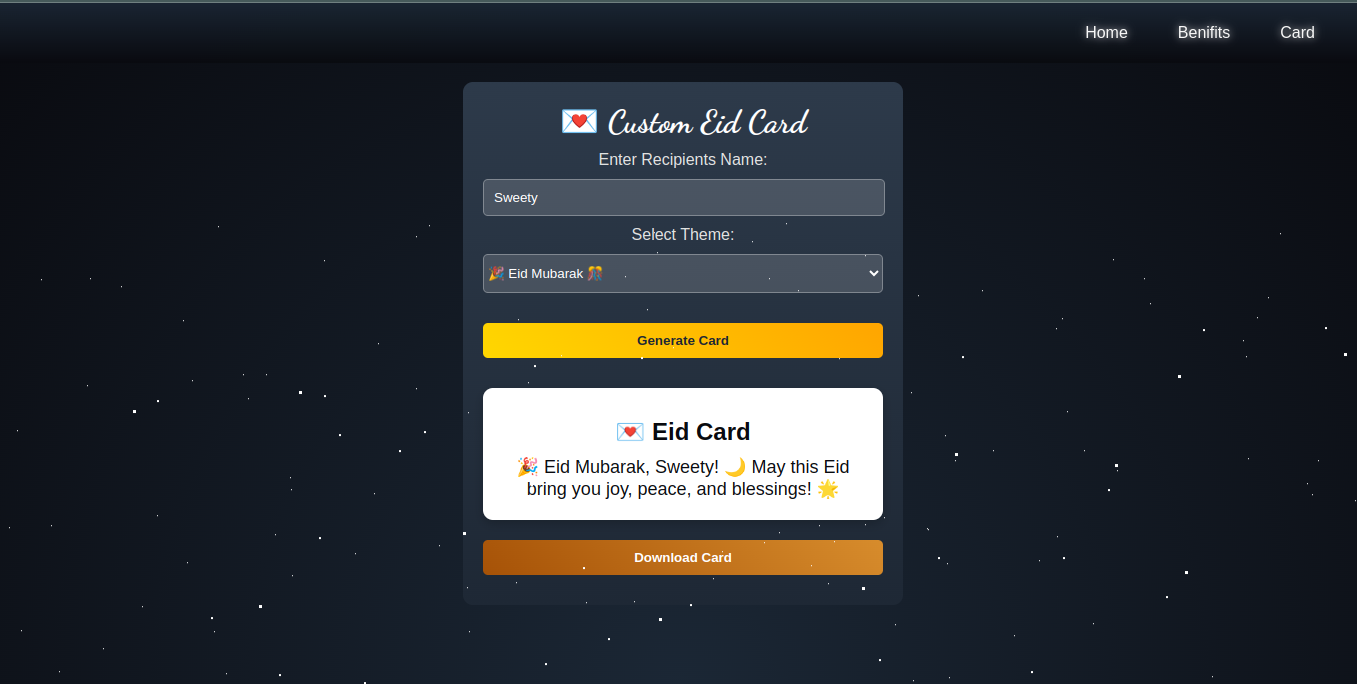 Home Benifits Card
💌 Custom Eid Card
Enter Recipients Name:
Sweety
Select Theme:
🎉 Eid Mubarak 🎊
Generate Card
💌 Eid Card
🎉 Eid Mubarak, Sweety! 🌙 May this Eid
bring you joy, peace, and blessings! 🌟
Download Card